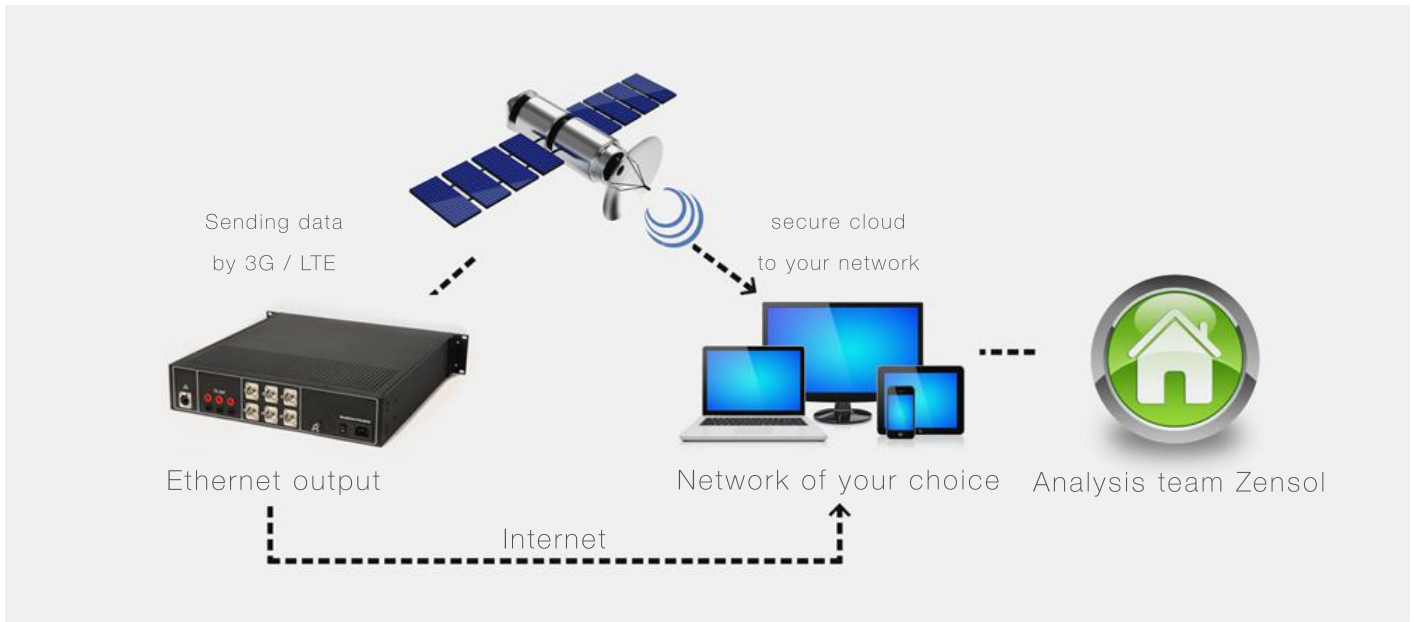 Sending data
by 3G / LTE
secure cloud
to your network
Ethernet output
Network of your choice
Analysis team Zensol
Internet